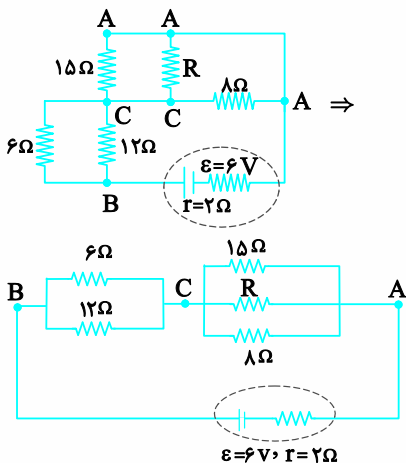 A A
۱۵Ω R ۸Ω
C C A ⇒
۶Ω ۱۲Ω
ε=۶V
B r=۲Ω
۶Ω ۱۵Ω
B C R A
۱۲Ω
۸Ω
ε=۶v، r=۲Ω